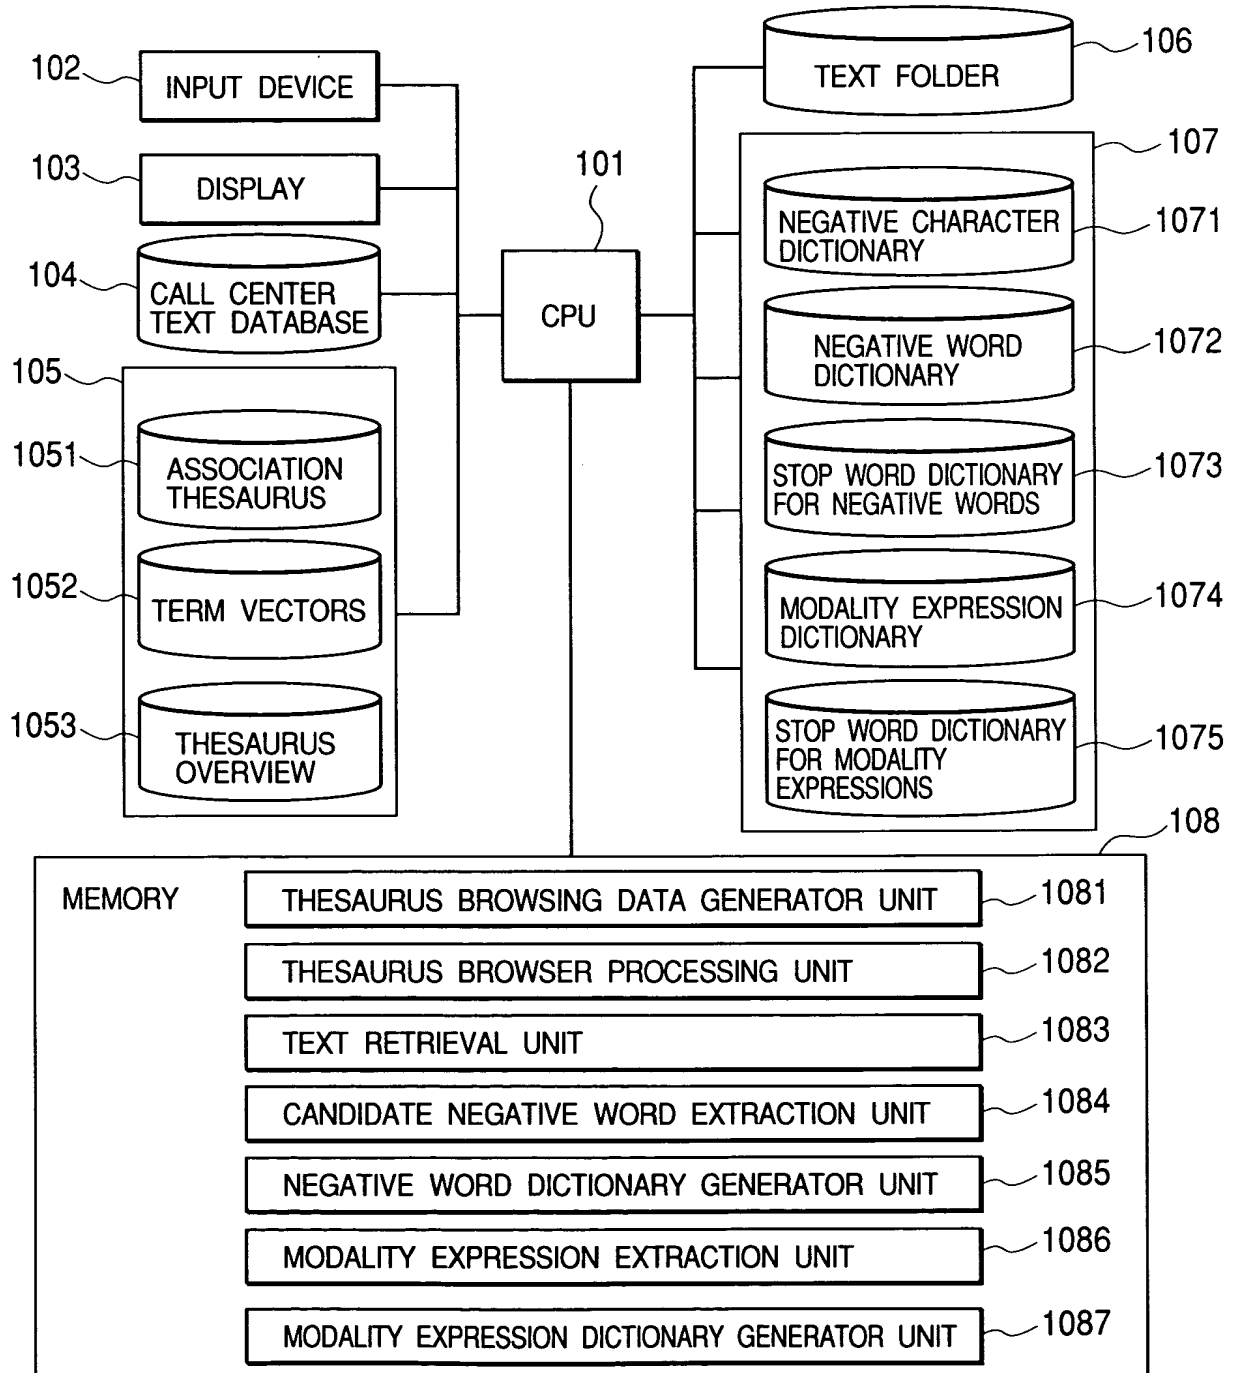 102
INPUT DEVICE
103
DISPLAY
104
CALL CENTER
TEXT DATABASE
105
1051
ASSOCIATION
THESAURUS
1052
TERM VECTORS
1053
THESAURUS
OVERVIEW
101
CPU
106
TEXT FOLDER
107
NEGATIVE CHARACTER
DICTIONARY
1071
NEGATIVE WORD
DICTIONARY
1072
STOP WORD DICTIONARY
FOR NEGATIVE WORDS
1073
MODALITY EXPRESSION
DICTIONARY
1074
STOP WORD DICTIONARY
FOR MODALITY
EXPRESSIONS
1075
108
MEMORY
THESAURUS BROWSING DATA GENERATOR UNIT
1081
THESAURUS BROWSER PROCESSING UNIT
1082
TEXT RETRIEVAL UNIT
1083
CANDIDATE NEGATIVE WORD EXTRACTION UNIT
1084
NEGATIVE WORD DICTIONARY GENERATOR UNIT
1085
MODALITY EXPRESSION EXTRACTION UNIT
1086
MODALITY EXPRESSION DICTIONARY GENERATOR UNIT
1087